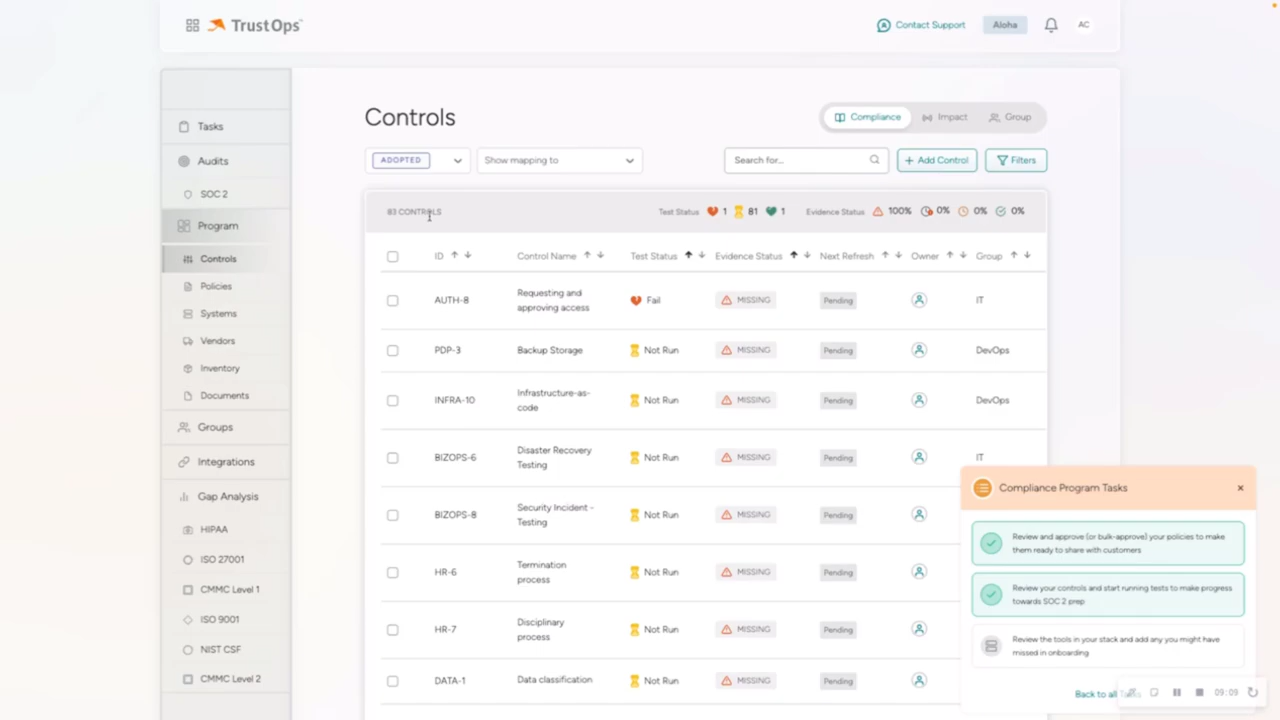 TrustOps
Contact Support
Aloha
AC
Tasks
Audits
SOC 2
Program
Controls
Policies
Systems
Vendors
Inventory
Documents
Groups
Integrations
Gap Analysis
HIPAA
ISO 27001
CMMC Level 1
ISO 9001
NIST CSF
CMMC Level 2
Controls
Compliance Impact Group
ADOPTED Show mapping to Search for... + Add Control Filters
83 CONTROLS Test Status 1 81 1 Evidence Status 100% 0% 0% 0%
ID Control Name Test Status Evidence Status Next Refresh Owner Group
AUTH-8 Requesting and approving access Fail MISSING Pending IT
PDP-3 Backup Storage Not Run MISSING Pending DevOps
INFRA-10 Infrastructure-as-code Not Run MISSING Pending DevOps
BIZOPS-6 Disaster Recovery Testing Not Run MISSING Pending IT
BIZOPS-8 Security Incident - Testing Not Run MISSING Pending
HR-6 Termination process Not Run MISSING Pending
HR-7 Disciplinary process Not Run MISSING Pending
DATA-1 Data classification Not Run MISSING Pending
Compliance Program Tasks
Review and approve (or bulk-approve) your policies to make
them ready to share with customers
Review your controls and start running tests to make progress
towards SOC 2 prep
Review the tools in your stack and add any you might have
missed in onboarding
Back to all
09:09